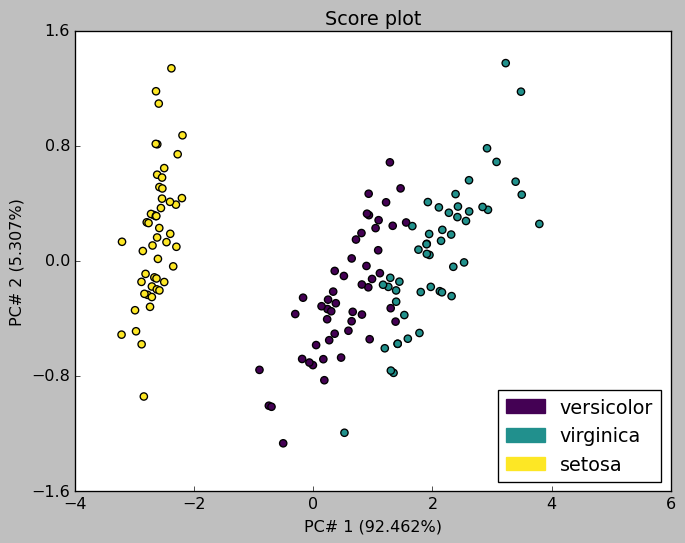 Score plot
PC# 2 (5.307%)
1.6
0.8
0.0
−0.8
−1.6
−4
−2
0
2
4
6
PC# 1 (92.462%)
versicolor
virginica
setosa